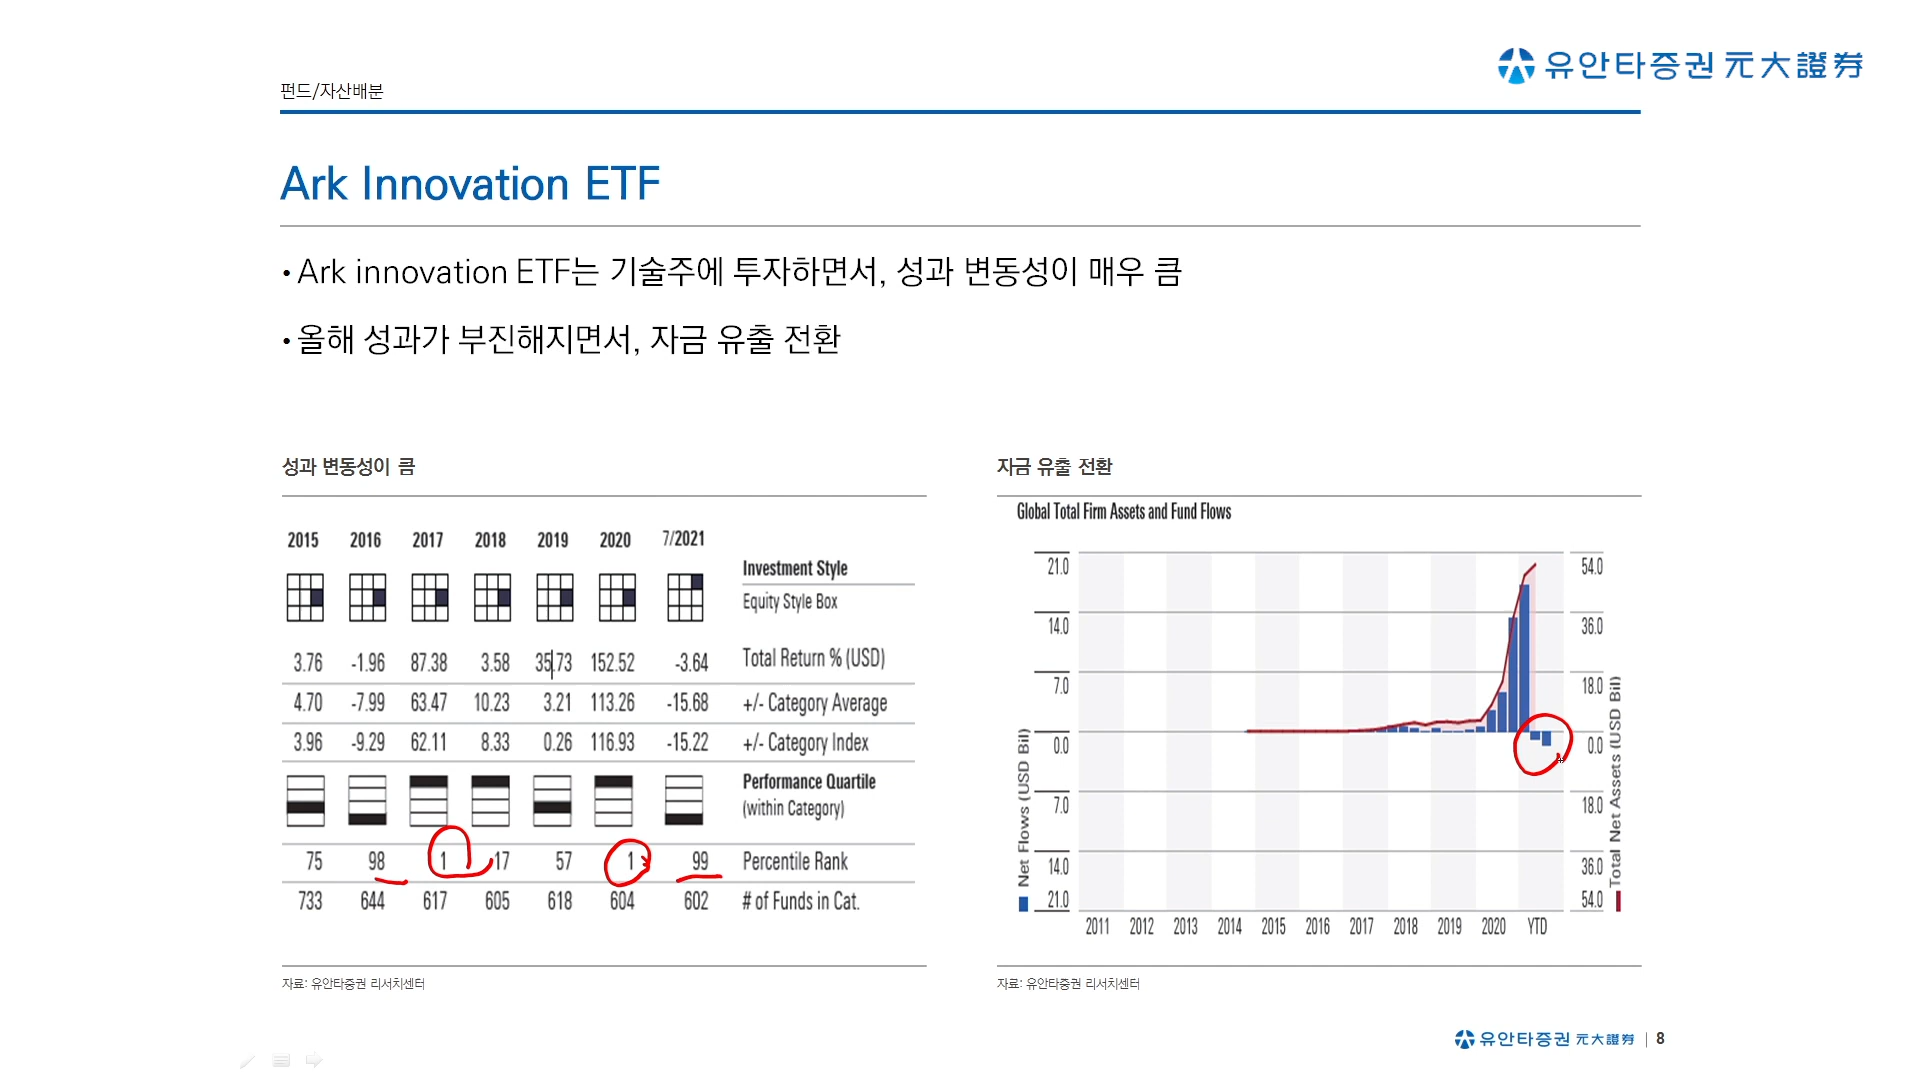 유안타증권 元大證券
펀드/자산배분
Ark Innovation ETF
• Ark innovation ETF는 기술주에 투자하면서, 성과 변동성이 매우 큼
• 올해 성과가 부진해지면서, 자금 유출 전환
성과 변동성이 큼
2015 2016 2017 2018 2019 2020 7/2021
Investment Style
Equity Style Box
3.76 -1.96 87.38 3.58 35.73 152.52 -3.64 Total Return % (USD)
4.70 -7.99 63.47 10.23 3.21 113.26 -15.68 +/- Category Average
3.96 -9.29 62.11 8.33 0.26 116.93 -15.22 +/- Category Index
Performance Quartile
(within Category)
75 98 1 17 57 1 99 Percentile Rank
733 644 617 605 618 604 602 # of Funds in Cat.
자료: 유안타증권 리서치센터
자금 유출 전환
Global Total Firm Assets and Fund Flows
21.0 54.0
14.0 36.0
7.0 18.0
0.0 0.0
7.0 18.0
14.0 36.0
21.0 54.0
Net Flows (USD Bil)
Total Net Assets (USD Bil)
2011 2012 2013 2014 2015 2016 2017 2018 2019 2020 YTD
자료: 유안타증권 리서치센터
유안타증권 元大證券 | 8